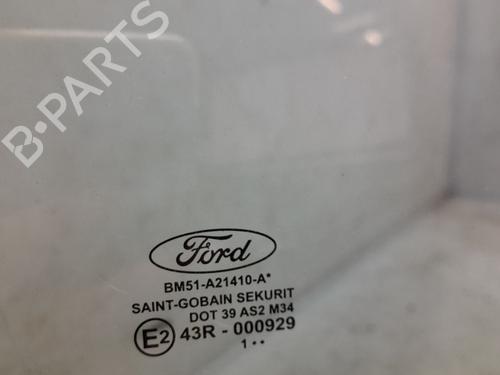 B-PARTS
Ford
BM51-A21410-A*
SAINT-GOBAIN SEKURIT
DOT 39 AS2 M34
E2 43R - 000929
1 • •